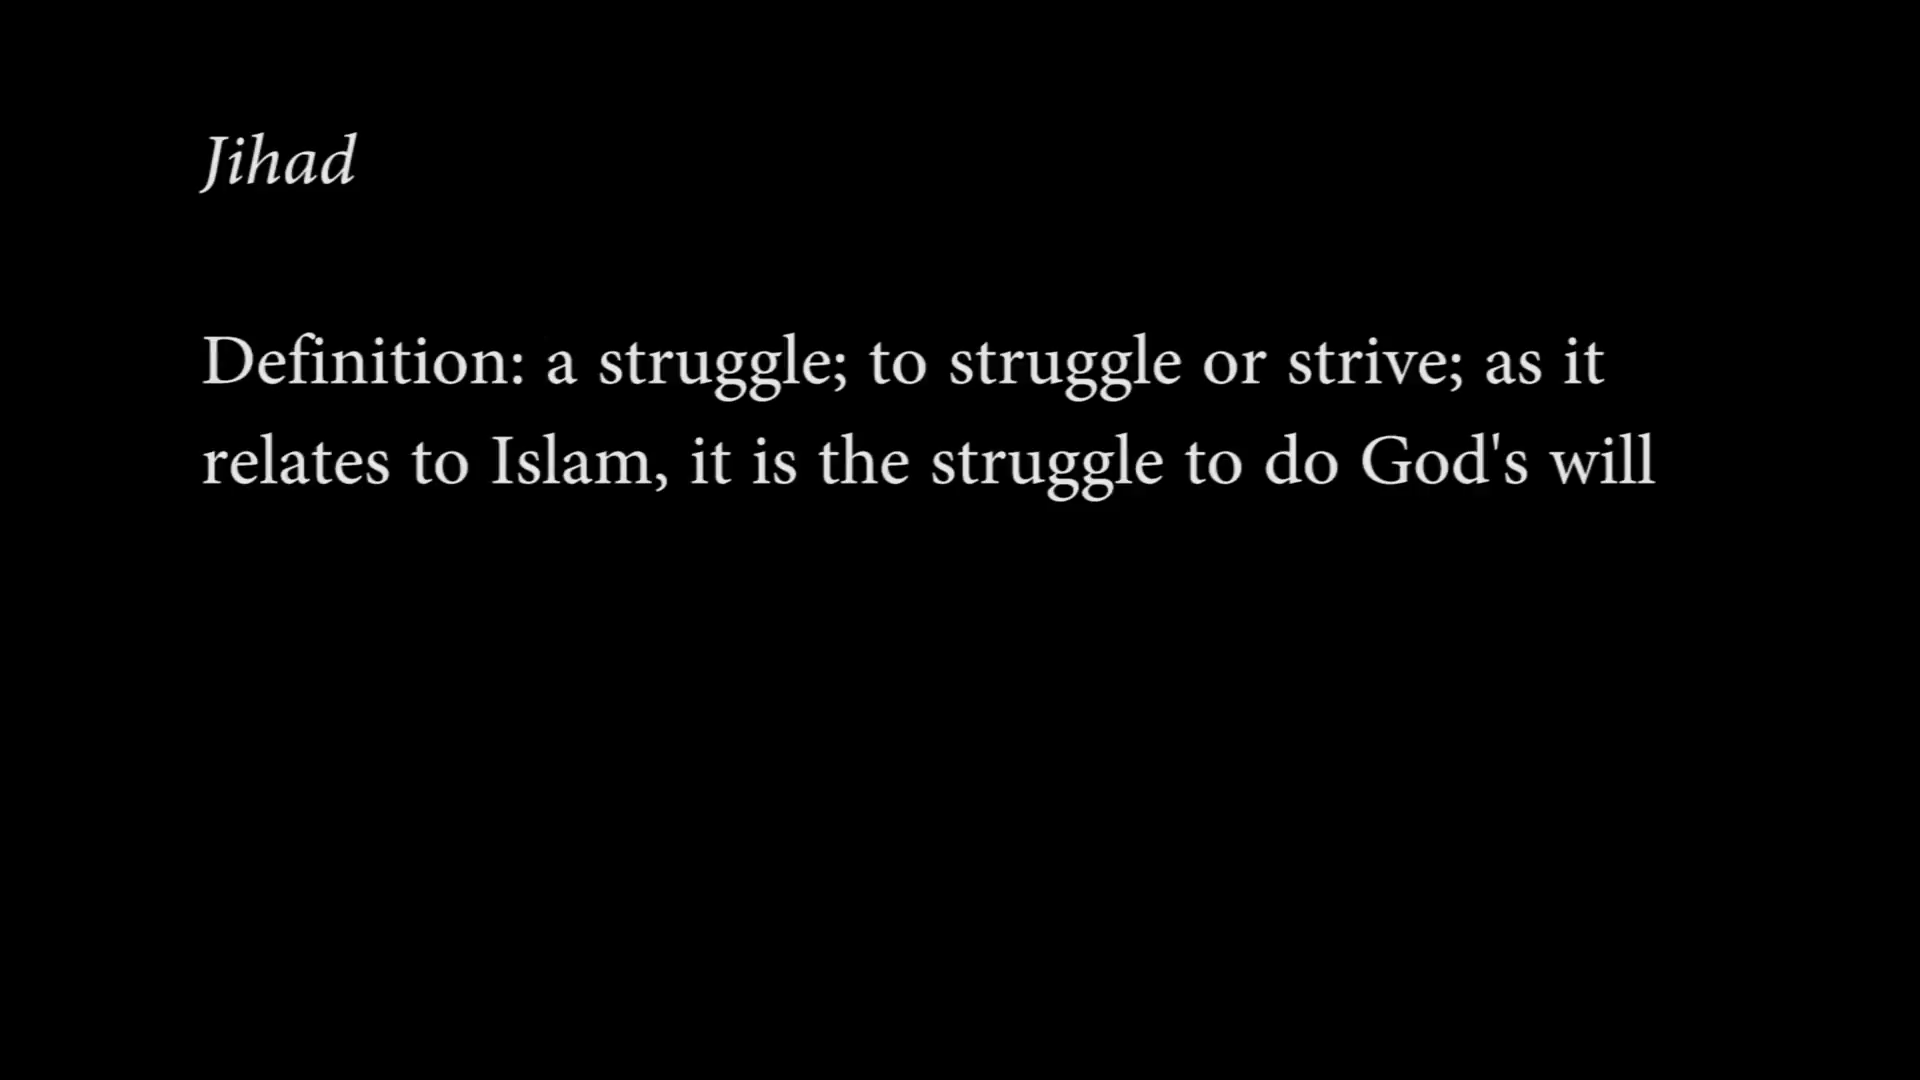 Jihad
Definition: a struggle; to struggle or strive; as it
relates to Islam, it is the struggle to do God's will